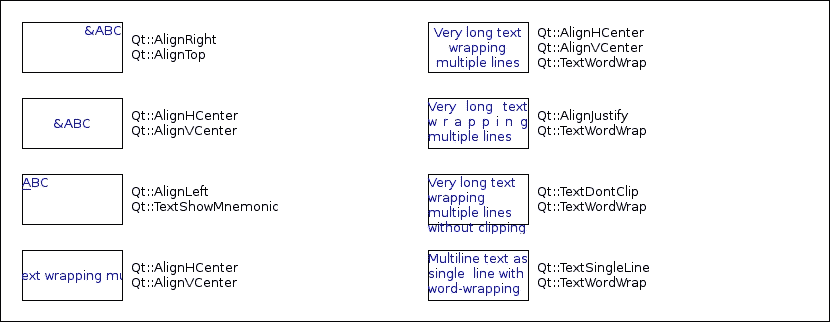 &ABC
Qt::AlignRight
Qt::AlignTop
&ABC
Qt::AlignHCenter
Qt::AlignVCenter
ABC
Qt::AlignLeft
Qt::TextShowMnemonic
ext wrapping mu
Qt::AlignHCenter
Qt::AlignVCenter
Very long text
wrapping
multiple lines
Qt::AlignHCenter
Qt::AlignVCenter
Qt::TextWordWrap
Very long text
wrapping
multiple lines
Qt::AlignJustify
Qt::TextWordWrap
Very long text
wrapping
multiple lines
without clipping
Qt::TextDontClip
Qt::TextWordWrap
Multiline text as
single line with
word-wrapping
Qt::TextSingleLine
Qt::TextWordWrap